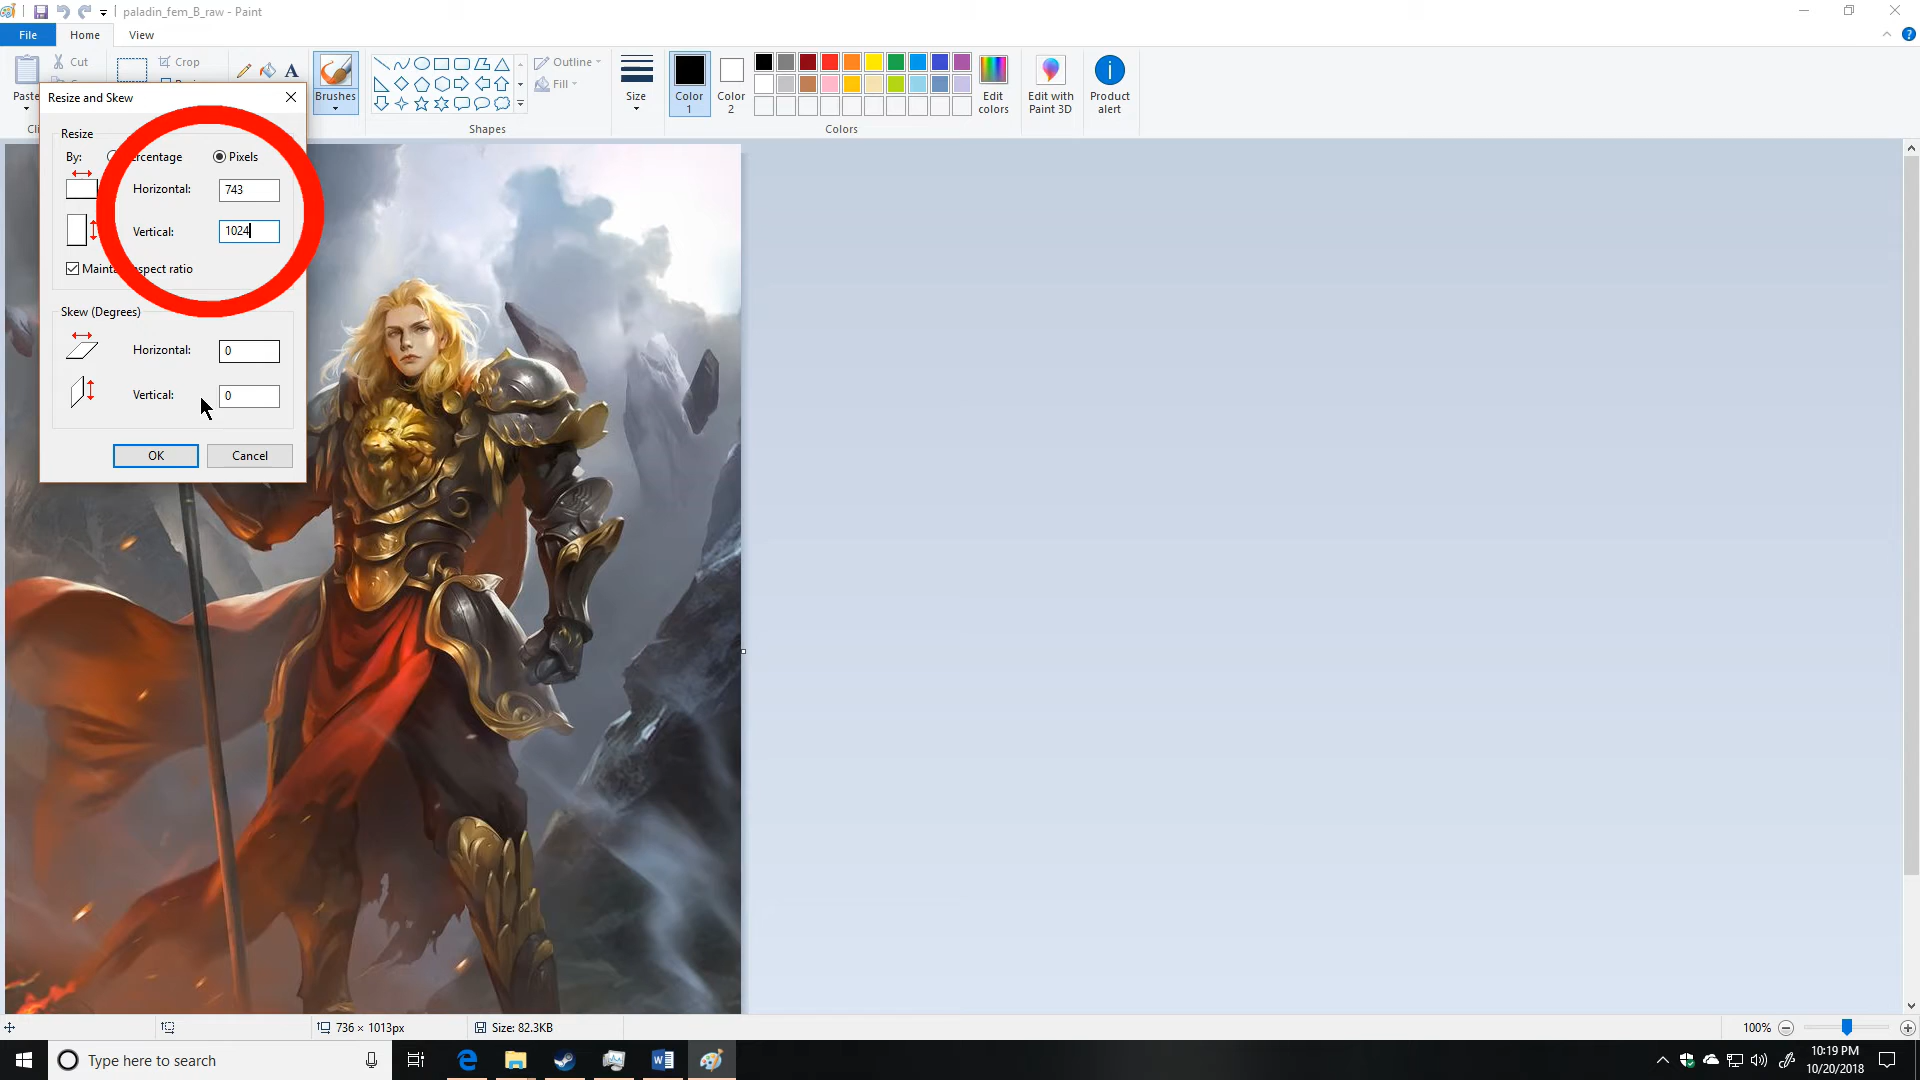 paladin_fem_B_raw - Paint
File
Home
View
Paste
Cut
Crop
Brushes
Outline
Fill
Shapes
Size
Color
1
Color
2
Edit
colors
Colors
Edit with
Paint 3D
Product
alert
Resize and Skew
Resize
By:
ercentage
Pixels
Horizontal:
743
Vertical:
1024
Mainta
spect ratio
Skew (Degrees)
Horizontal:
0
Vertical:
0
OK
Cancel
736 × 1013px
Size: 82.3KB
100%
Type here to search
10:19 PM
10/20/2018